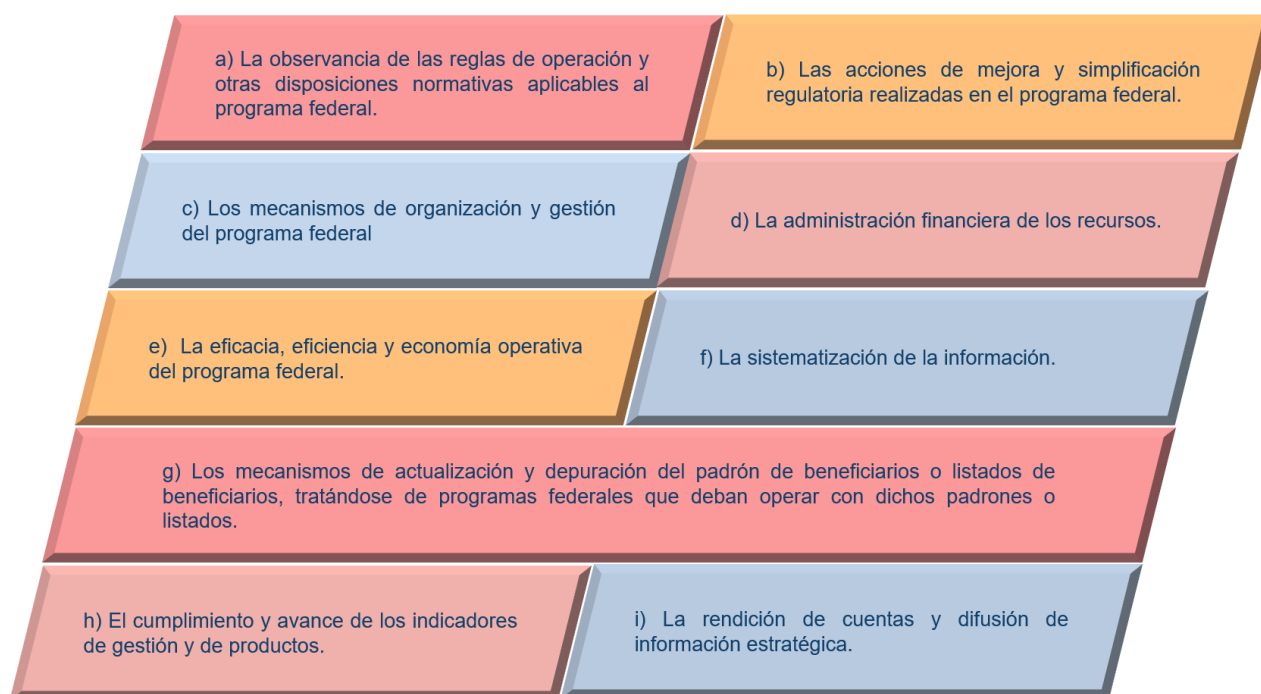 a) La observancia de las reglas de operación y
otras disposiciones normativas aplicables al
programa federal.
b) Las acciones de mejora y simplificación
regulatoria realizadas en el programa federal.
c) Los mecanismos de organización y gestión
del programa federal
d) La administración financiera de los recursos.
e) La eficacia, eficiencia y economía operativa
del programa federal.
f) La sistematización de la información.
g) Los mecanismos de actualización y depuración del padrón de beneficiarios o listados de
beneficiarios, tratándose de programas federales que deban operar con dichos padrones o
listados.
h) El cumplimiento y avance de los indicadores
de gestión y de productos.
i) La rendición de cuentas y difusión de
información estratégica.